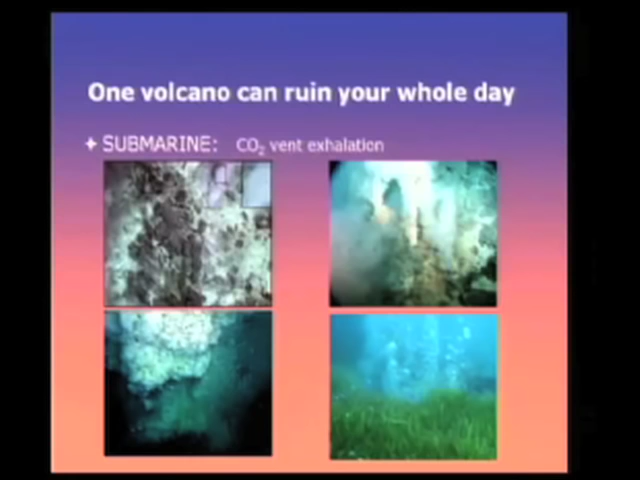 One volcano can ruin your whole day
✦ SUBMARINE: CO₂ vent exhalation